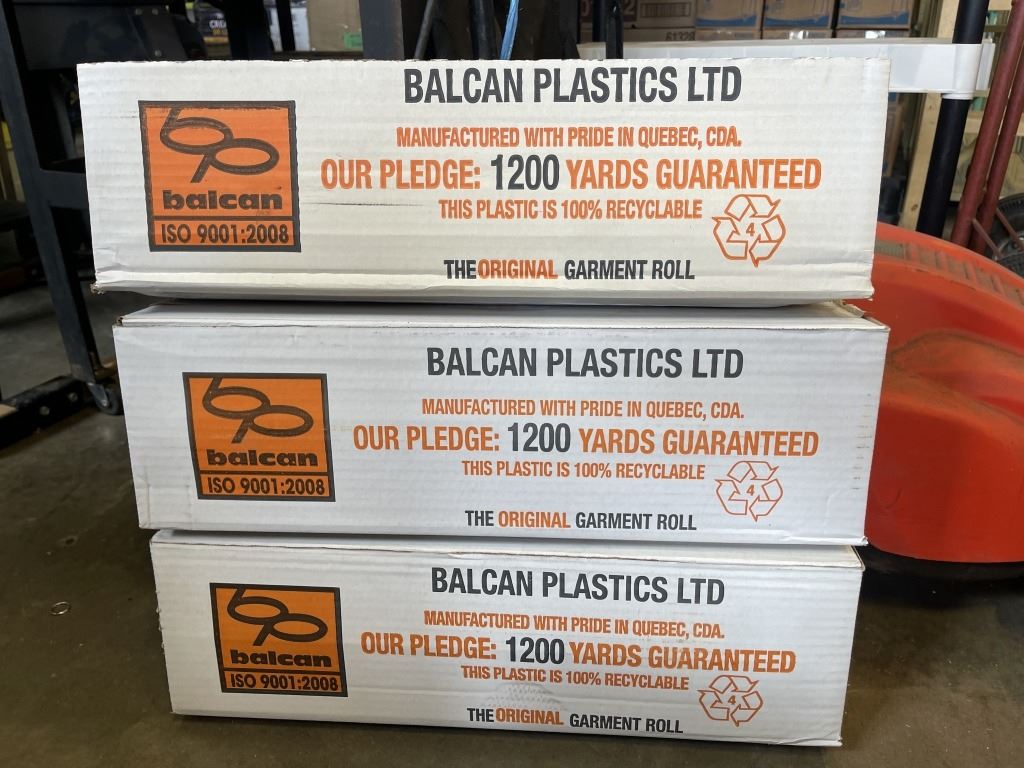 BALCAN PLASTICS LTD
MANUFACTURED WITH PRIDE IN QUEBEC, CDA.
OUR PLEDGE: 1200 YARDS GUARANTEED
THIS PLASTIC IS 100% RECYCLABLE
4
THE ORIGINAL GARMENT ROLL
bp
balcan
ISO 9001:2008
BALCAN PLASTICS LTD
MANUFACTURED WITH PRIDE IN QUEBEC, CDA.
OUR PLEDGE: 1200 YARDS GUARANTEED
THIS PLASTIC IS 100% RECYCLABLE
4
THE ORIGINAL GARMENT ROLL
bp
balcan
ISO 9001:2008
BALCAN PLASTICS LTD
MANUFACTURED WITH PRIDE IN QUEBEC, CDA.
OUR PLEDGE: 1200 YARDS GUARANTEED
THIS PLASTIC IS 100% RECYCLABLE
4
THE ORIGINAL GARMENT ROLL
bp
balcan
ISO 9001:2008